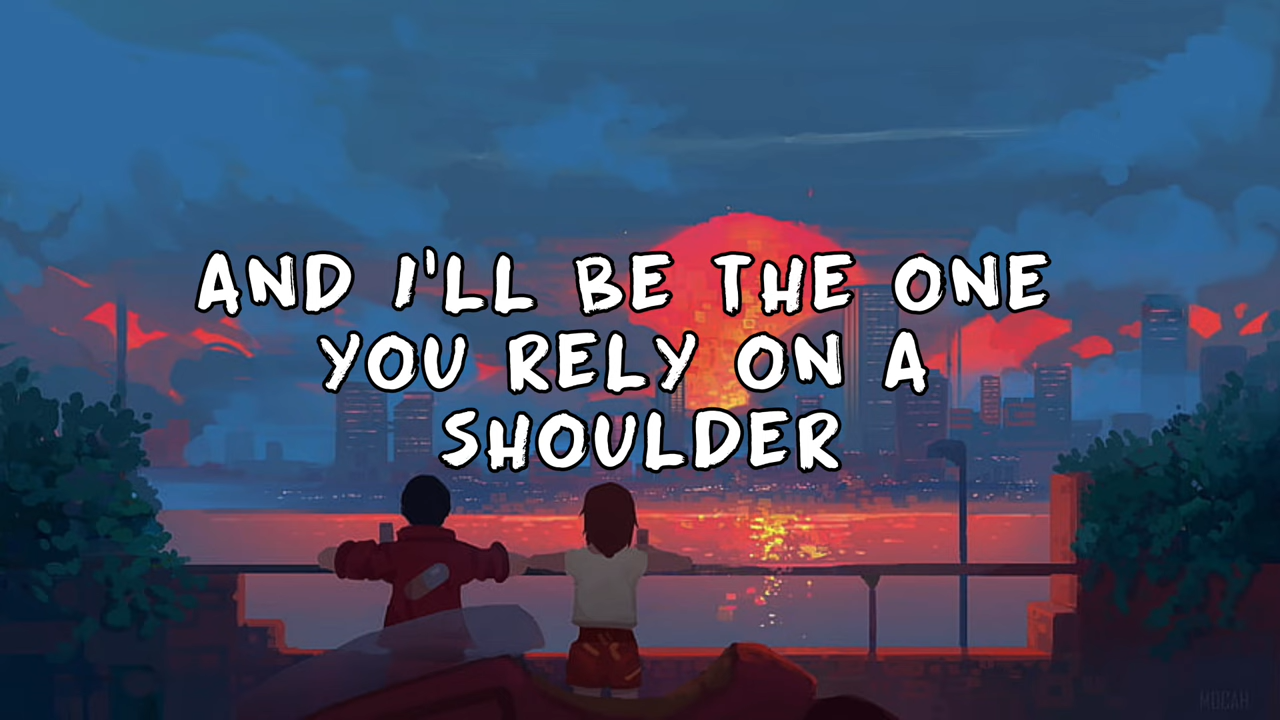 AND I'LL BE THE ONE
YOU RELY ON A
SHOULDER
MOCAH